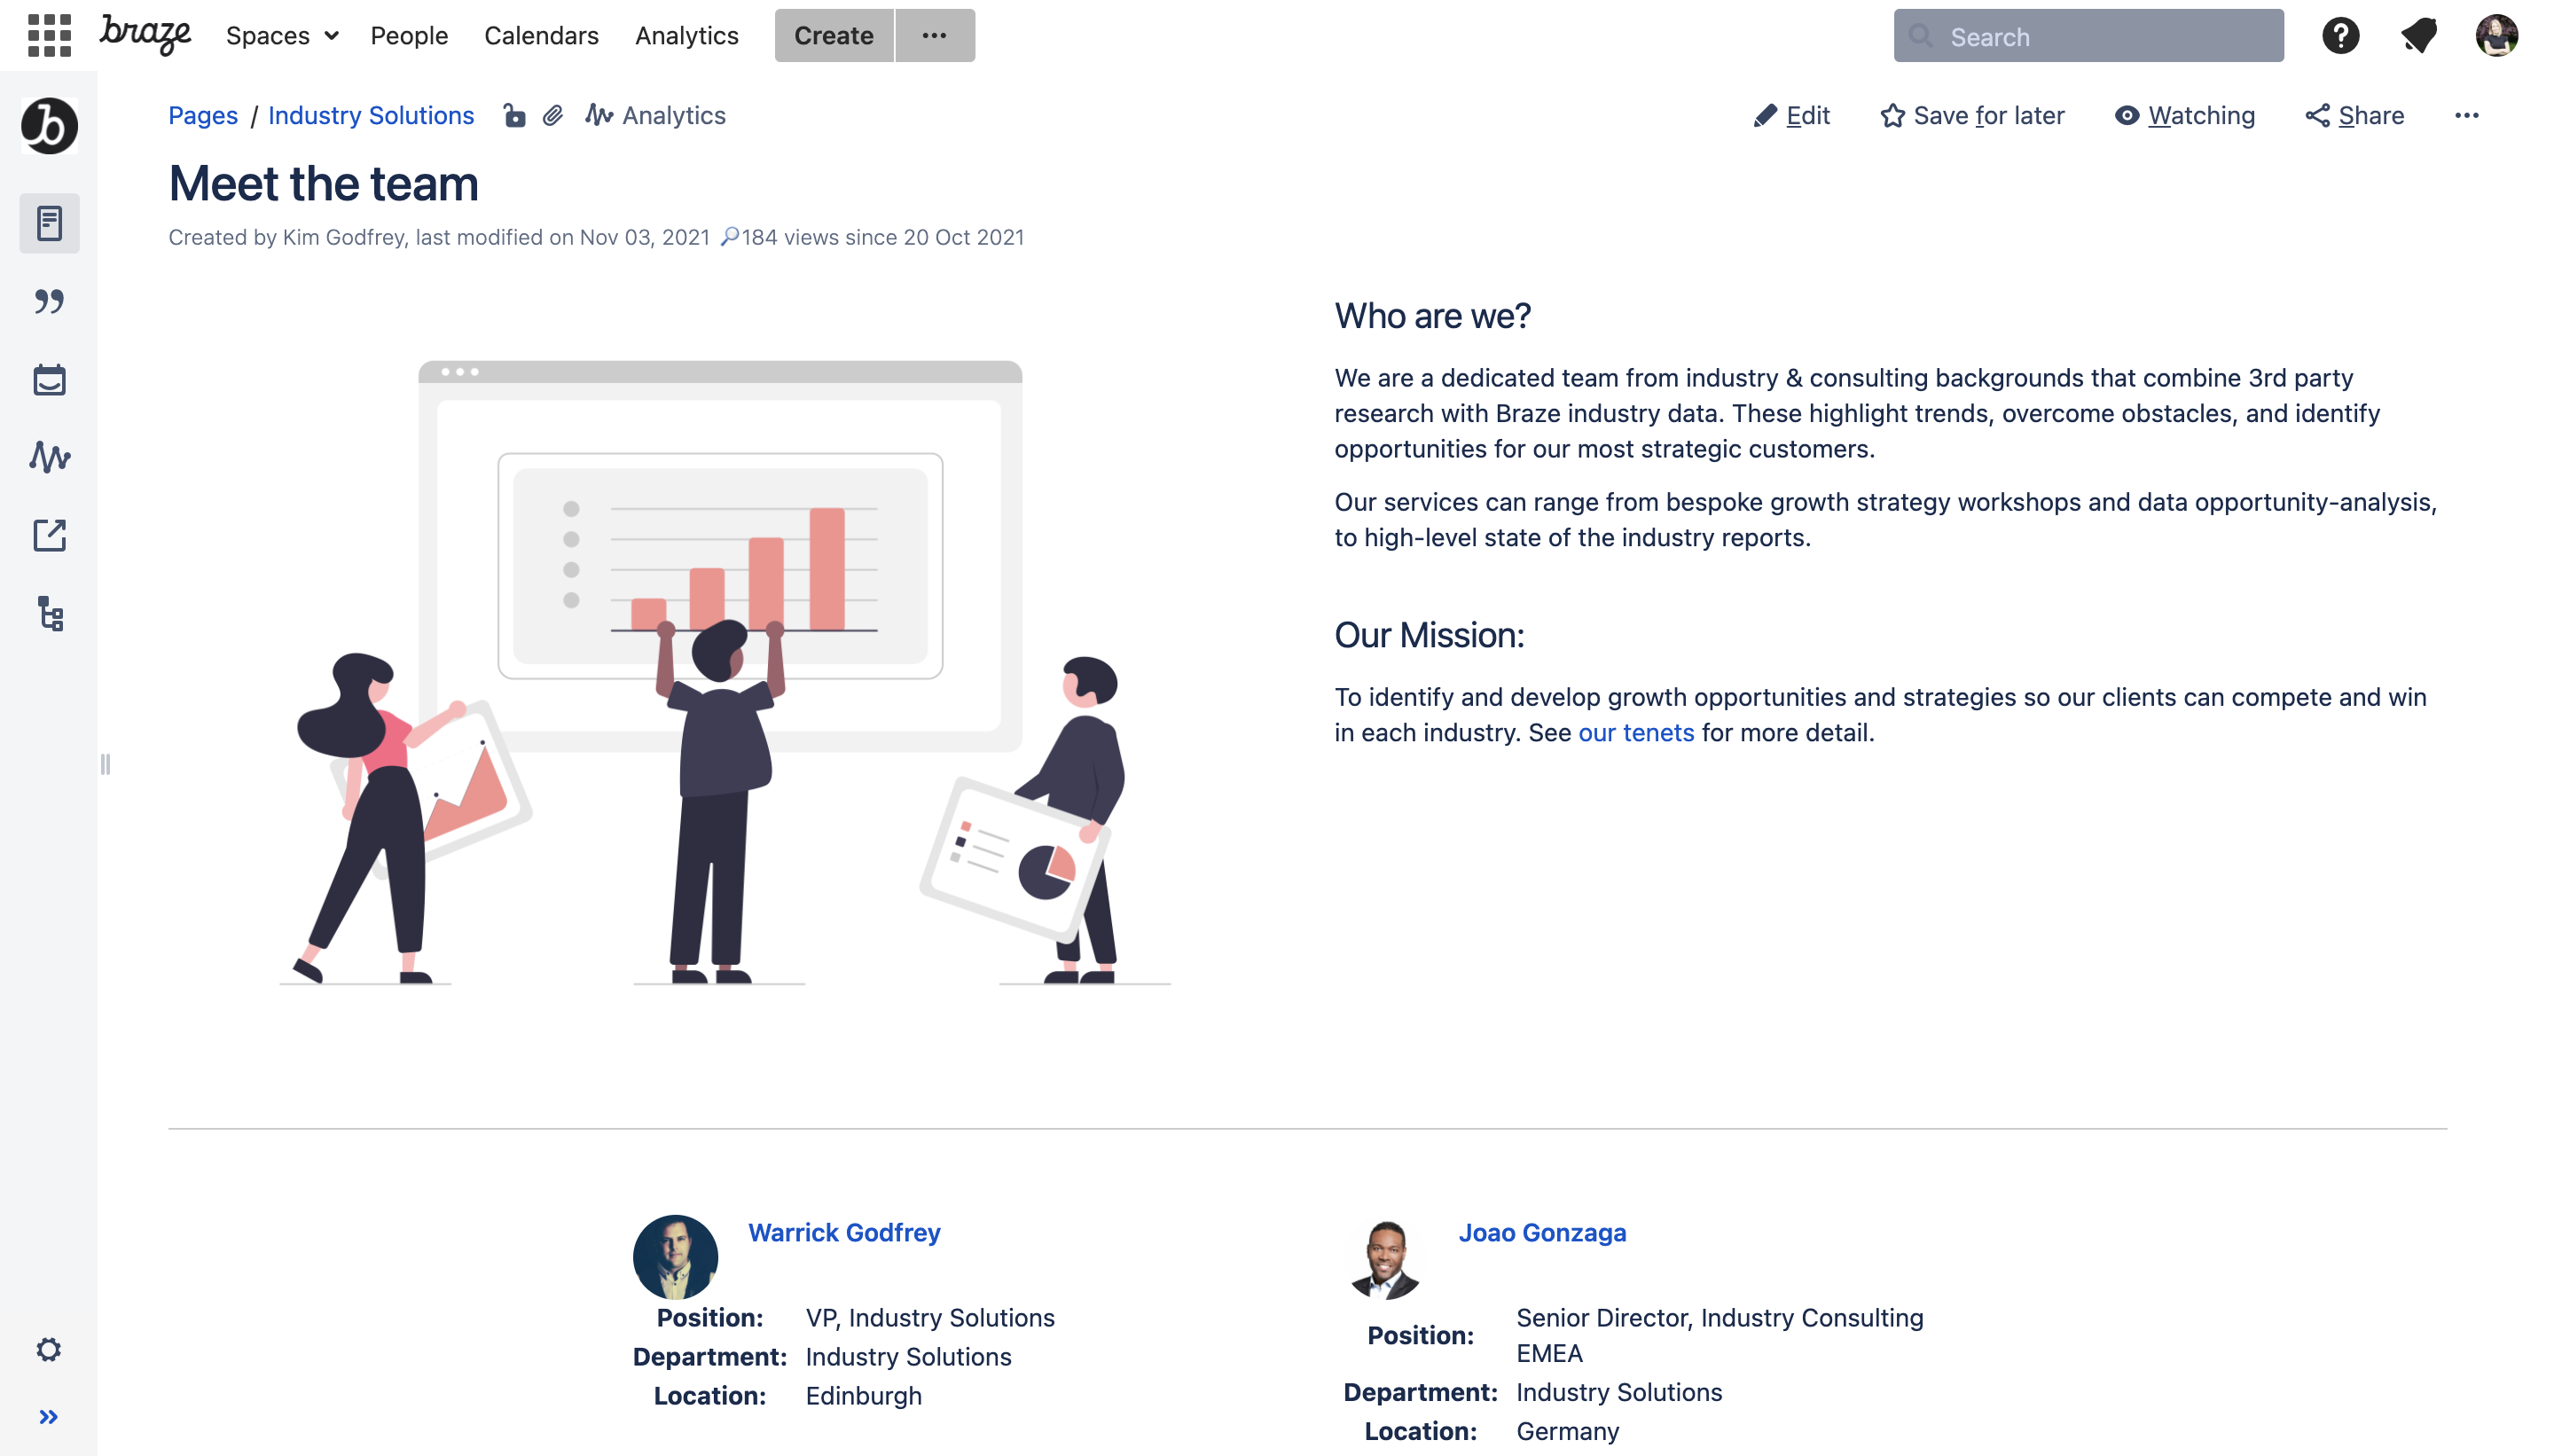 braze Spaces People Calendars Analytics Create ··· Search
Pages / Industry Solutions Analytics Edit Save for later Watching Share ···
Meet the team
Created by Kim Godfrey, last modified on Nov 03, 2021 184 views since 20 Oct 2021
Who are we?
We are a dedicated team from industry & consulting backgrounds that combine 3rd party
research with Braze industry data. These highlight trends, overcome obstacles, and identify
opportunities for our most strategic customers.
Our services can range from bespoke growth strategy workshops and data opportunity-analysis,
to high-level state of the industry reports.
Our Mission:
To identify and develop growth opportunities and strategies so our clients can compete and win
in each industry. See our tenets for more detail.
Warrick Godfrey
Position: VP, Industry Solutions
Department: Industry Solutions
Location: Edinburgh
Joao Gonzaga
Position: Senior Director, Industry Consulting
EMEA
Department: Industry Solutions
Location: Germany